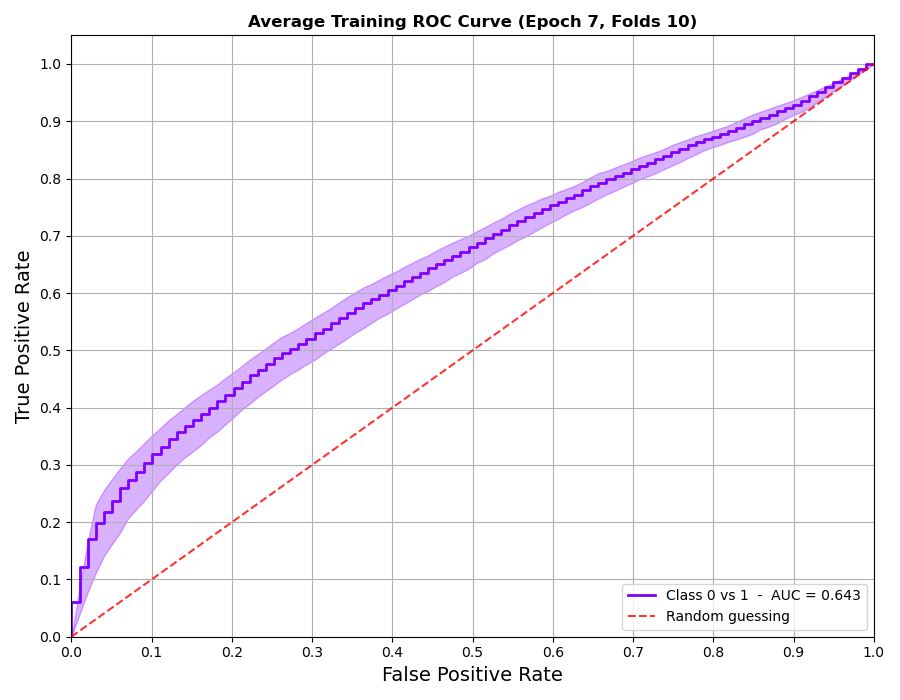 Average Training ROC Curve (Epoch 7, Folds 10)
True Positive Rate
1.0
0.9
0.8
0.7
0.6
0.5
0.4
0.3
0.2
0.1
0.0
Class 0 vs 1 - AUC = 0.643
Random guessing
0.0 0.1 0.2 0.3 0.4 0.5 0.6 0.7 0.8 0.9 1.0
False Positive Rate